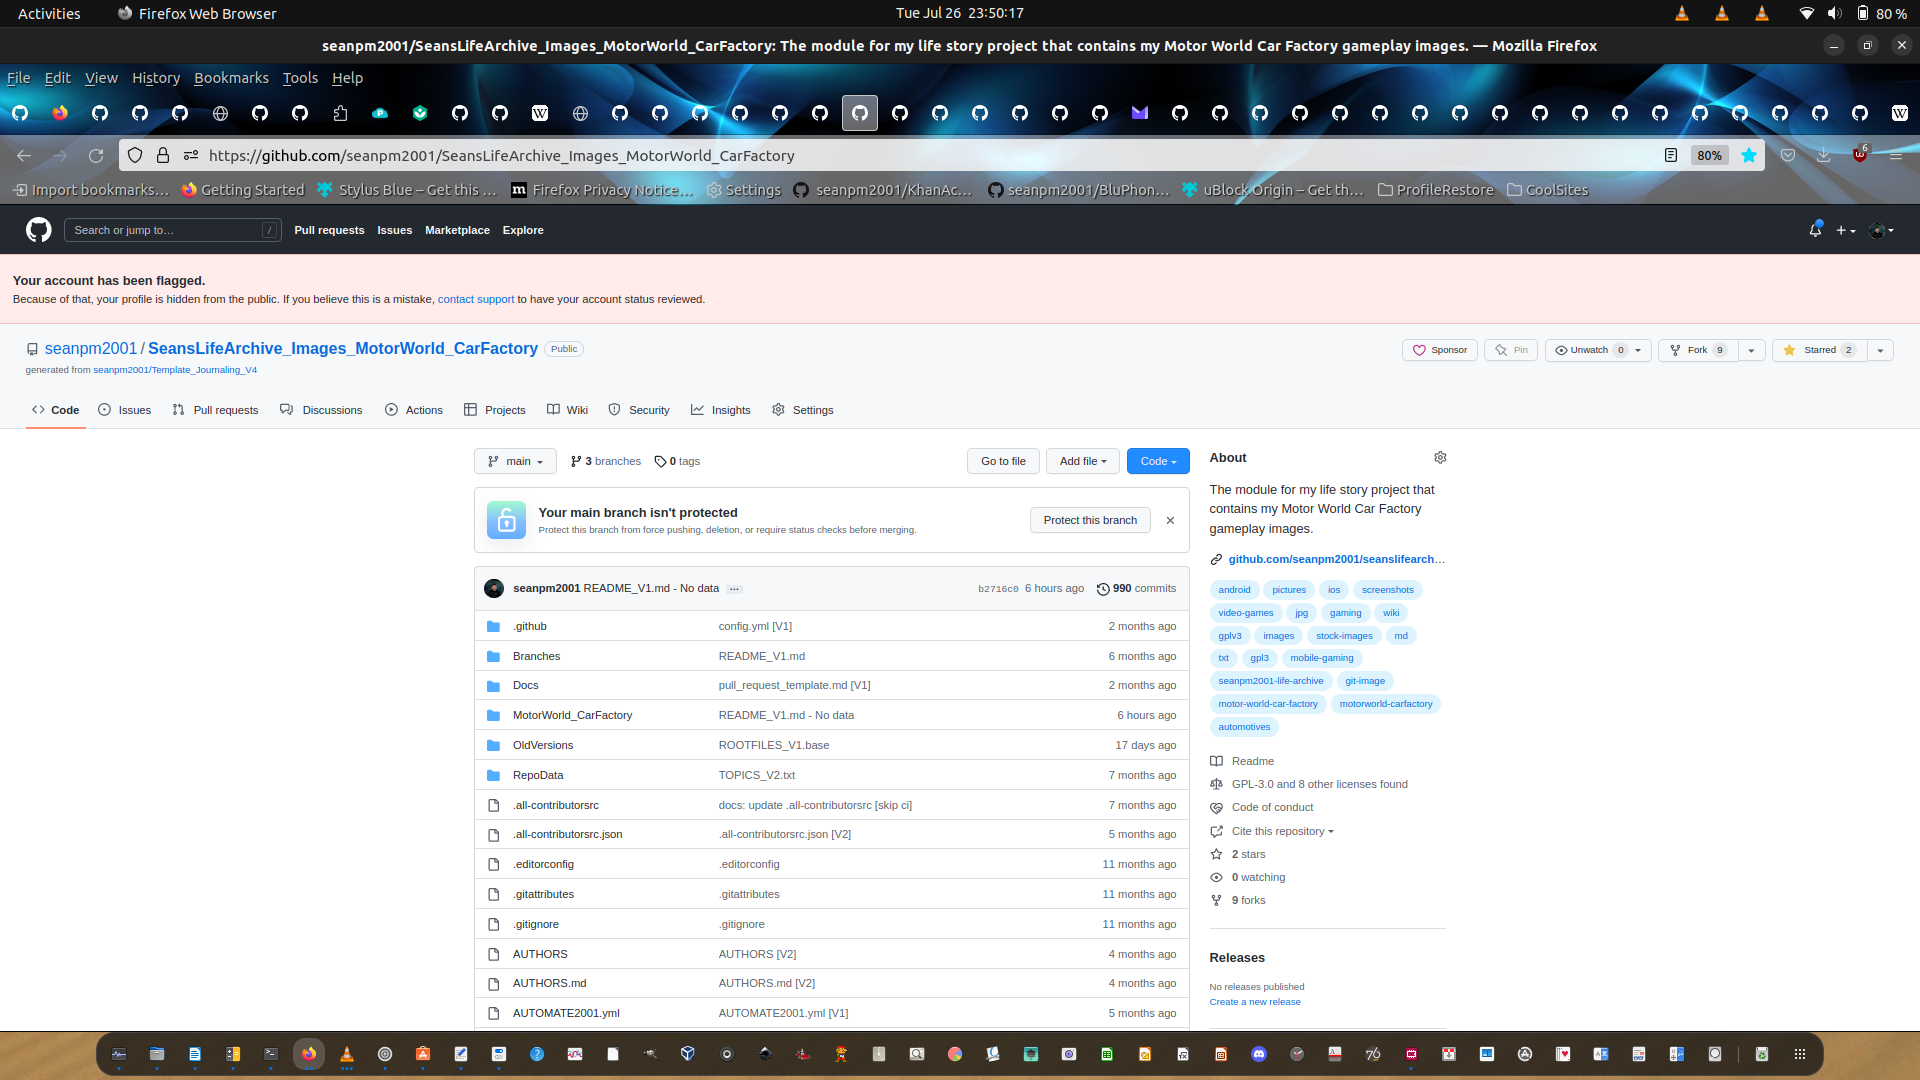 Activities
Firefox Web Browser
Tue Jul 26 23:50:17
80 %
seanpm2001/SeansLifeArchive_Images_MotorWorld_CarFactory: The module for my life story project that contains my Motor World Car Factory gameplay images. — Mozilla Firefox
File Edit View History Bookmarks Tools Help
https://github.com/seanpm2001/SeansLifeArchive_Images_MotorWorld_CarFactory
80%
6
Import bookmarks… Getting Started Stylus Blue – Get this … Firefox Privacy Notice… Settings seanpm2001/KhanAc… seanpm2001/BluPhon… uBlock Origin – Get th… ProfileRestore CoolSites
Search or jump to… /
Pull requests Issues Marketplace Explore
Your account has been flagged.
Because of that, your profile is hidden from the public. If you believe this is a mistake, contact support to have your account status reviewed.
seanpm2001 / SeansLifeArchive_Images_MotorWorld_CarFactory Public
generated from seanpm2001/Template_Journaling_V4
Sponsor Pin Unwatch 0 Fork 9 Starred 2
Code Issues Pull requests Discussions Actions Projects Wiki Security Insights Settings
main 3 branches 0 tags
Go to file Add file Code
Your main branch isn't protected
Protect this branch from force pushing, deletion, or require status checks before merging.
Protect this branch
seanpm2001 README_V1.md - No data … b2716c0 6 hours ago 990 commits
.github config.yml [V1] 2 months ago
Branches README_V1.md 6 months ago
Docs pull_request_template.md [V1] 2 months ago
MotorWorld_CarFactory README_V1.md - No data 6 hours ago
OldVersions ROOTFILES_V1.base 17 days ago
RepoData TOPICS_V2.txt 7 months ago
.all-contributorsrc docs: update .all-contributorsrc [skip ci] 7 months ago
.all-contributorsrc.json .all-contributorsrc.json [V2] 5 months ago
.editorconfig .editorconfig 11 months ago
.gitattributes .gitattributes 11 months ago
.gitignore .gitignore 11 months ago
AUTHORS AUTHORS [V2] 4 months ago
AUTHORS.md AUTHORS.md [V2] 4 months ago
AUTOMATE2001.yml AUTOMATE2001.yml [V1] 5 months ago
About
The module for my life story project that
contains my Motor World Car Factory
gameplay images.
github.com/seanpm2001/seanslifearch…
android pictures ios screenshots
video-games jpg gaming wiki
gplv3 images stock-images md
txt gpl3 mobile-gaming
seanpm2001-life-archive git-image
motor-world-car-factory motorworld-carfactory
automotives
Readme
GPL-3.0 and 8 other licenses found
Code of conduct
Cite this repository
2 stars
0 watching
9 forks
Releases
No releases published
Create a new release